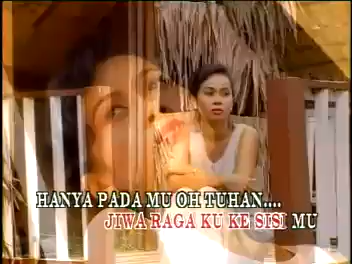 HANYA PADA MU OH TUHAN....
JIWA RAGA KU KE SISI MU